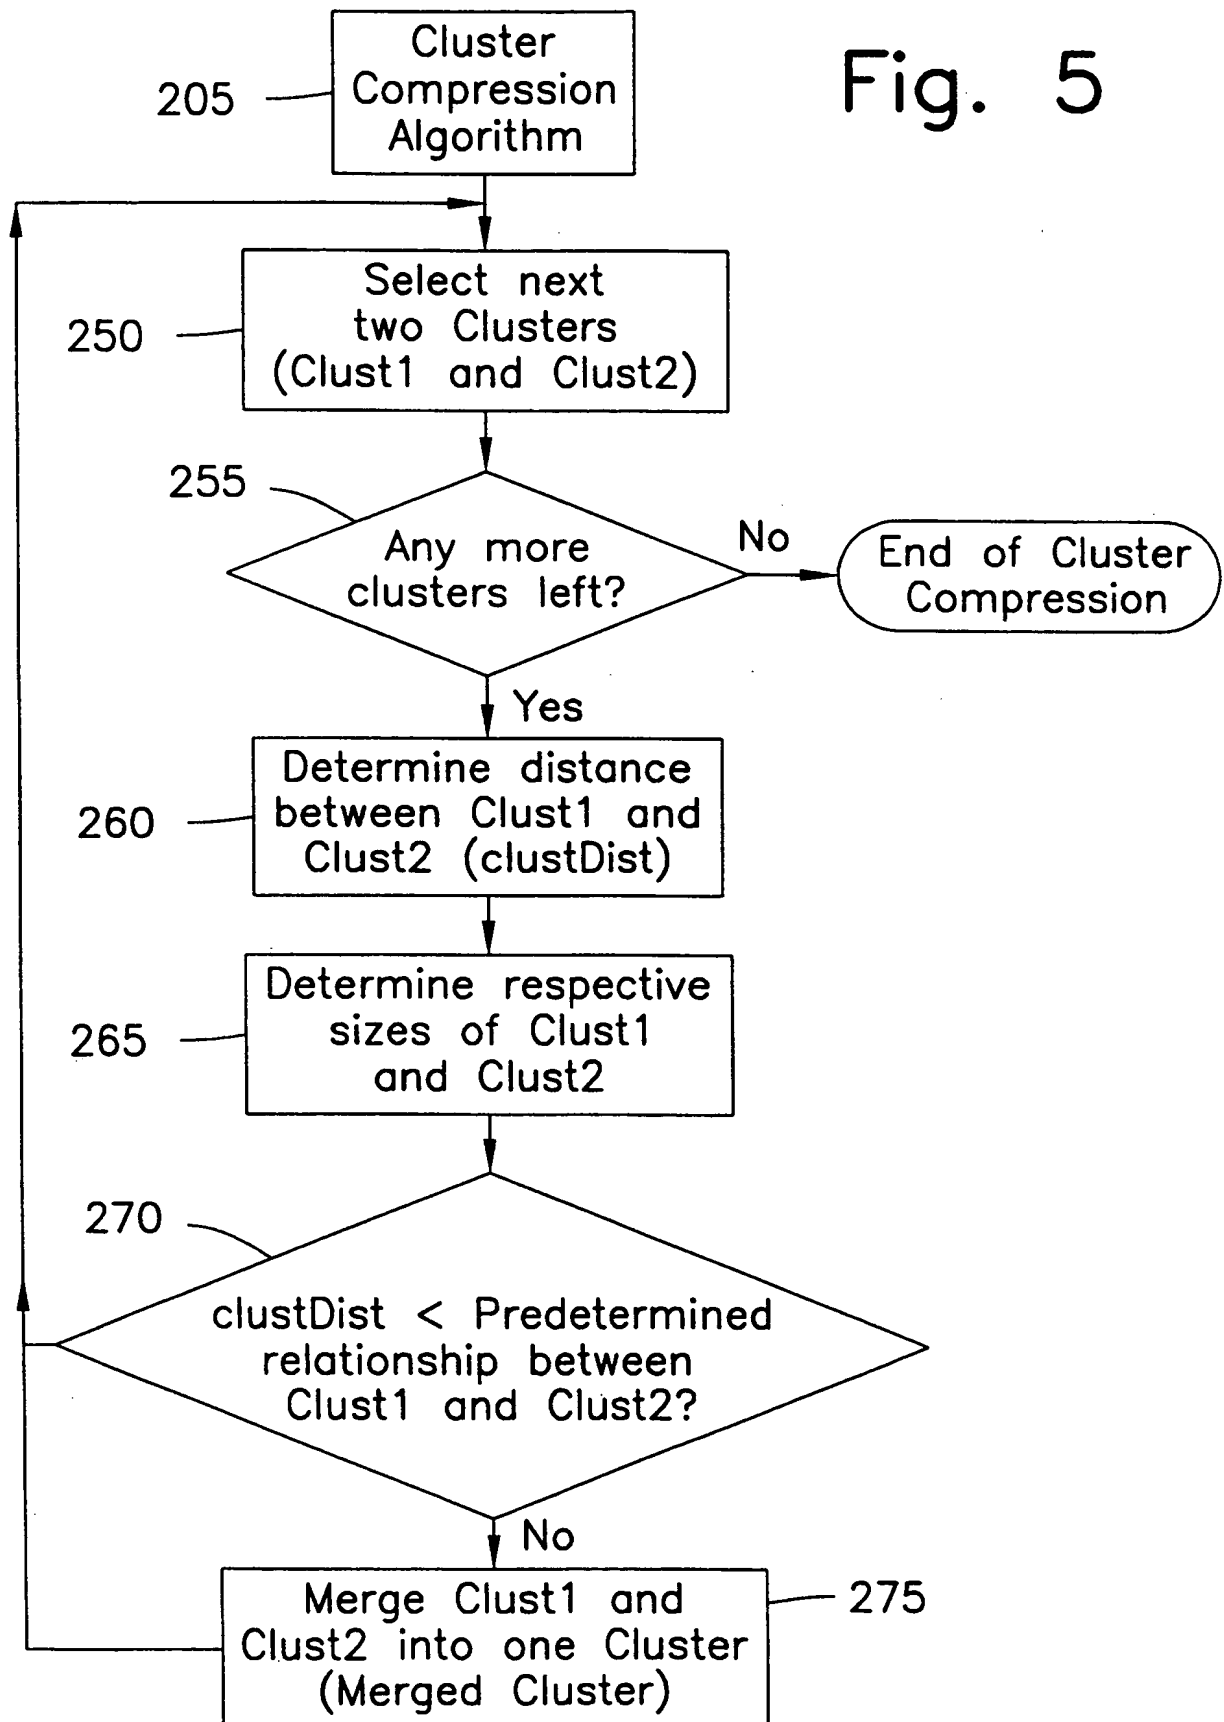 Fig. 5
Cluster
Compression
Algorithm
205
Select next
two Clusters
(Clust1 and Clust2)
250
255
Any more
clusters left?
No
End of Cluster
Compression
Yes
Determine distance
between Clust1 and
Clust2 (clustDist)
260
Determine respective
sizes of Clust1
and Clust2
265
270
clustDist < Predetermined
relationship between
Clust1 and Clust2?
No
Merge Clust1 and
Clust2 into one Cluster
(Merged Cluster)
275